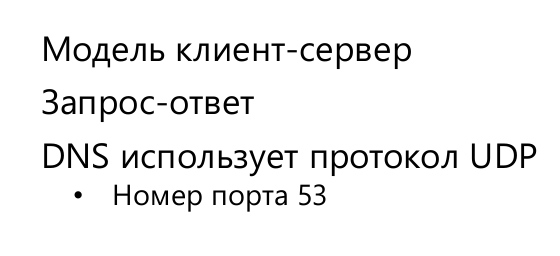 Модель клиент-сервер
Запрос-ответ
DNS использует протокол UDP
• Номер порта 53